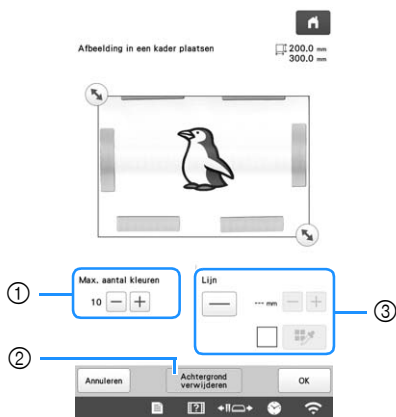 Afbeelding in een kader plaatsen
200.0 mm
300.0 mm
Max. aantal kleuren
10 − +
Lijn
--- mm − +
①
②
③
Annuleren
Achtergrond
verwijderen
OK